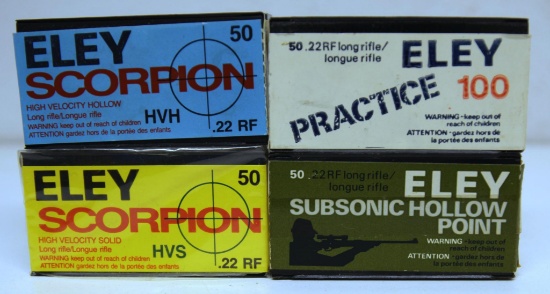 ELEY 50
SCORPION
HIGH VELOCITY HOLLOW
Long rifle/Longue rifle
HVH
WARNING keep out of reach of children
ATTENTION gardez hors de la portée des enfants
.22 RF
50 .22RF long rifle/
longue rifle
ELEY
PRACTICE 100
WARNING-keep out of
reach of children
ATTENTION-gardez hors de
la portée des enfants
ELEY 50
SCORPION
HIGH VELOCITY SOLID
Long rifle/Longue rifle
HVS
WARNING keep out of reach of children
ATTENTION gardez hors de la portée des enfants
.22 RF
50 .22RF long rifle/
longue rifle
ELEY
SUBSONIC HOLLOW
POINT
WARNING-keep out of
reach of children
ATTENTION-gardez hors de
la portée des enfants